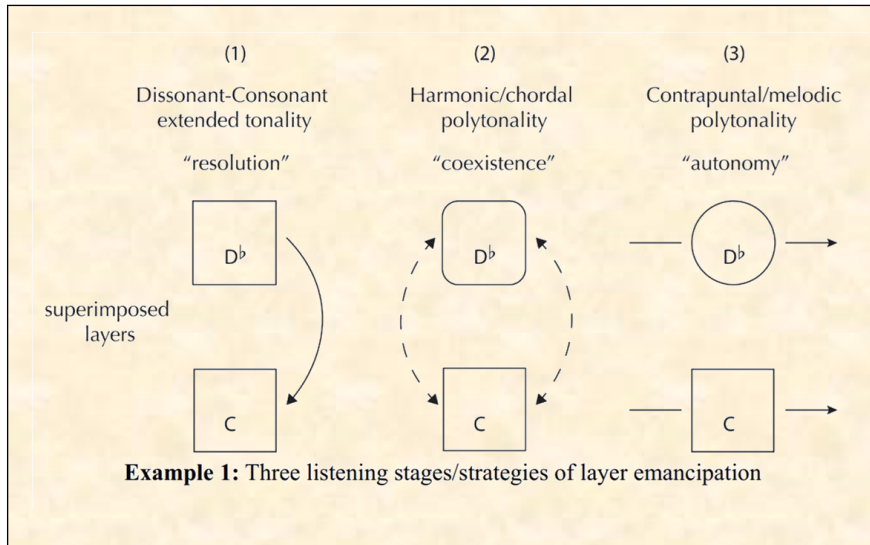 (1)
Dissonant-Consonant
extended tonality
“resolution”
(2)
Harmonic/chordal
polytonality
“coexistence”
(3)
Contrapuntal/melodic
polytonality
“autonomy”
superimposed
layers
D♭
C
D♭
C
D♭
C
Example 1: Three listening stages/strategies of layer emancipation